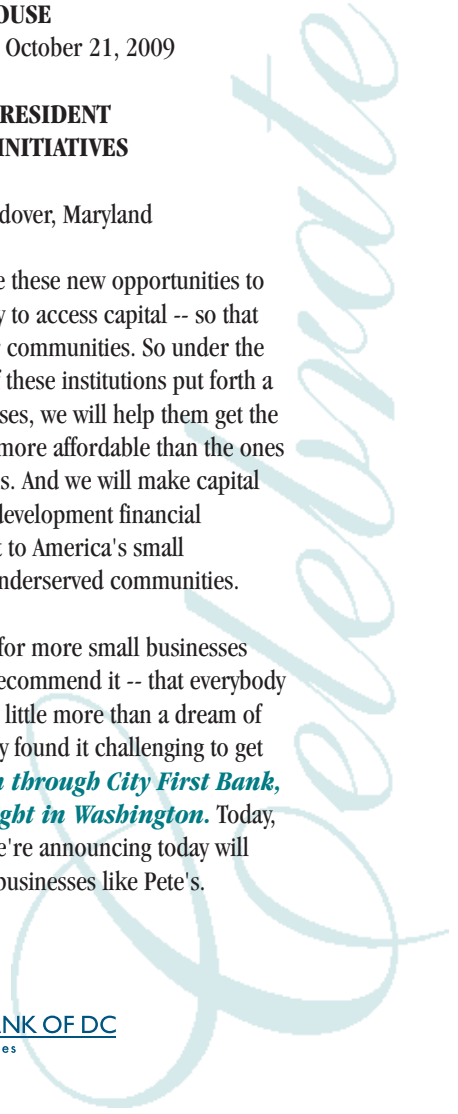 OUSE
October 21, 2009
RESIDENT
INITIATIVES
dover, Maryland
e these new opportunities to
y to access capital -- so that
communities. So under the
f these institutions put forth a
ses, we will help them get the
more affordable than the ones
s. And we will make capital
development financial
t to America's small
nderserved communities.
for more small businesses
ecommend it -- that everybody
little more than a dream of
y found it challenging to get
n through City First Bank,
ght in Washington. Today,
e're announcing today will
businesses like Pete's.
NK OF DC
es
Celebrate